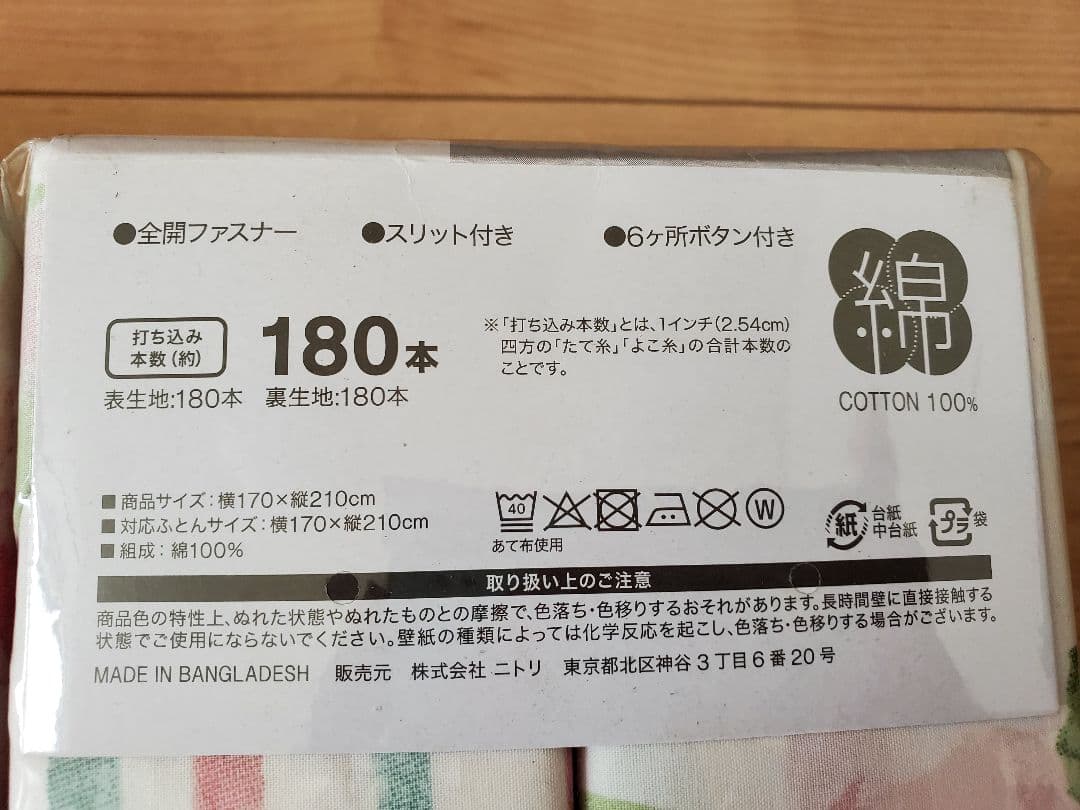 ●全開ファスナー ●スリット付き ●6ヶ所ボタン付き
綿
COTTON 100%
打ち込み
本数(約)
180本
表生地:180本 裏生地:180本
※「打ち込み本数」とは、1インチ(2.54cm)
四方の「たて糸」「よこ糸」の合計本数の
ことです。
■商品サイズ:横170×縦210cm
■対応ふとんサイズ:横170×縦210cm
■組成:綿100%
40
W
あて布使用
紙
台紙
中台紙
プラ
袋
取り扱い上のご注意
商品色の特性上、ぬれた状態やぬれたものとの摩擦で、色落ち・色移りするおそれがあります。長時間壁に直接接触する
状態でご使用にならないでください。壁紙の種類によっては化学反応を起こし、色落ち・色移りする場合がございます。
MADE IN BANGLADESH 販売元 株式会社 ニトリ 東京都北区神谷3丁目6番20号